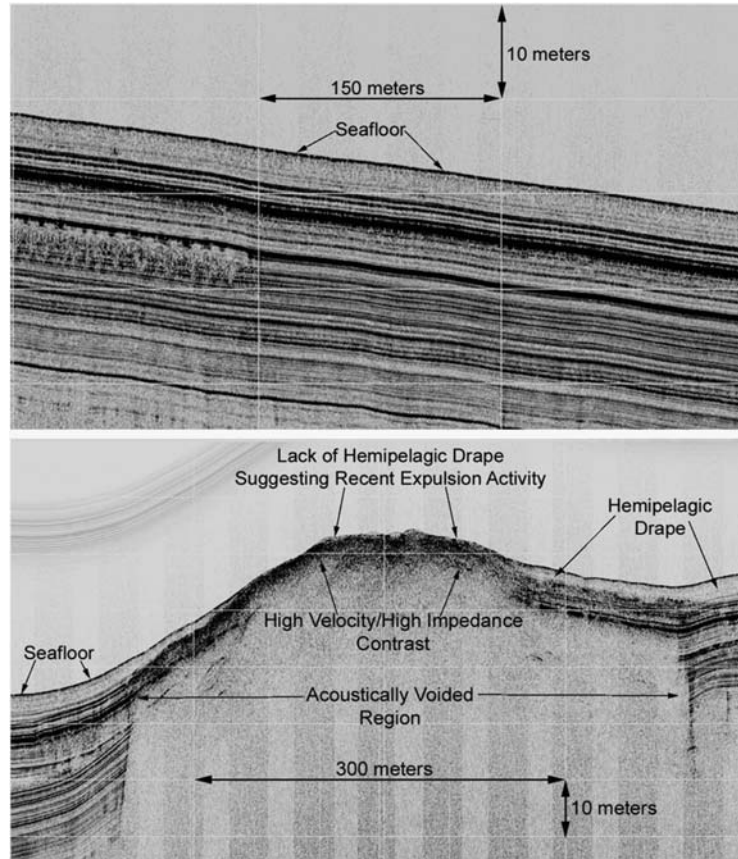 10 meters
150 meters
Seafloor
Lack of Hemipelagic Drape
Suggesting Recent Expulsion Activity
Hemipelagic
Drape
High Velocity/High Impedance
Contrast
Seafloor
Acoustically Voided
Region
300 meters
10 meters